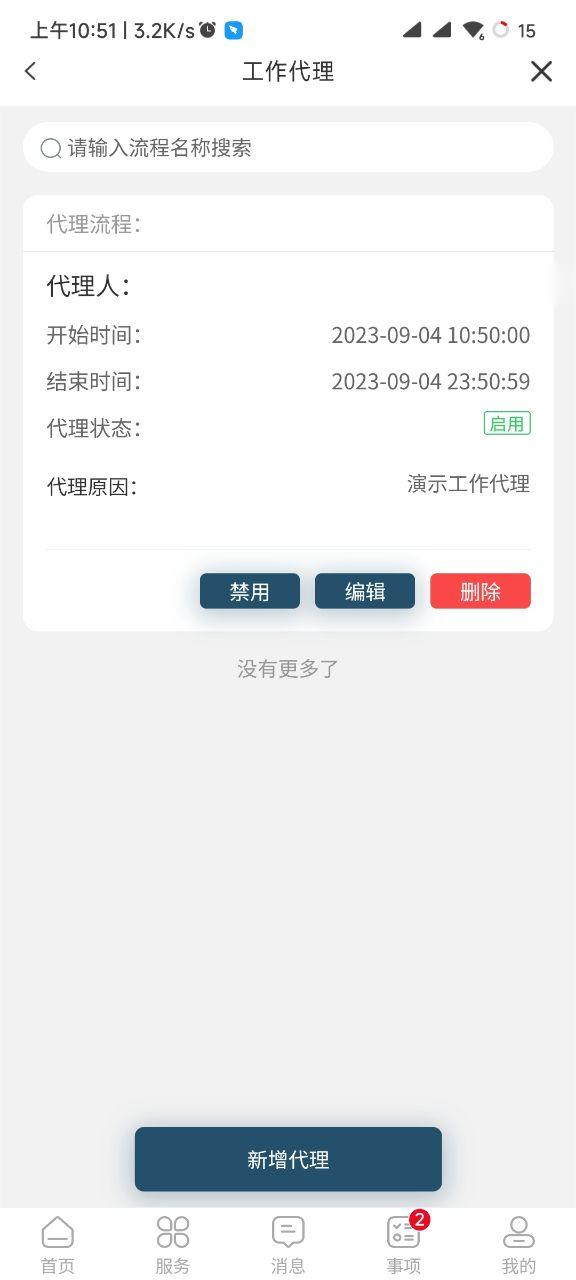 上午10:51 | 3.2K/s 6 15
工作代理
请输入流程名称搜索
代理流程:
代理人:
开始时间: 2023-09-04 10:50:00
结束时间: 2023-09-04 23:50:59
代理状态: 启用
代理原因: 演示工作代理
禁用 编辑 删除
没有更多了
新增代理
2
首页 服务 消息 事项 我的